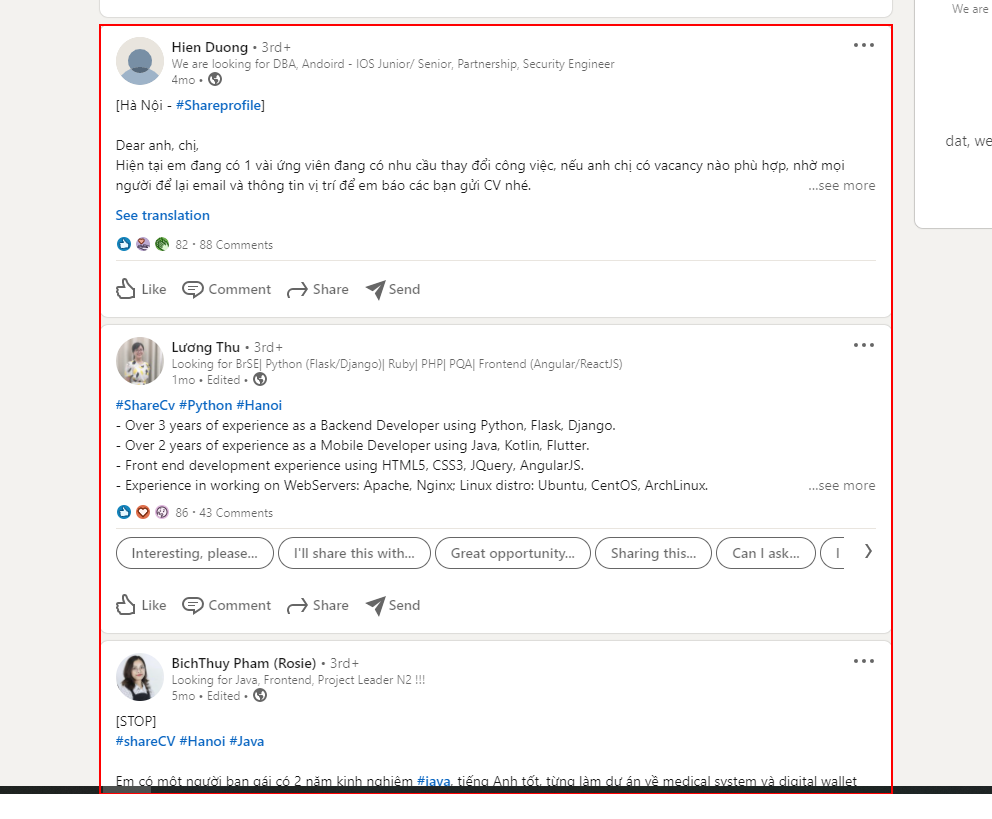 We are
Hien Duong • 3rd+
We are looking for DBA, Andoird - IOS Junior/ Senior, Partnership, Security Engineer
4mo •
[Hà Nội - #Shareprofile]
Dear anh, chị,
Hiện tại em đang có 1 vài ứng viên đang có nhu cầu thay đổi công việc, nếu anh chị có vacancy nào phù hợp, nhờ mọi
người để lại email và thông tin vị trí để em báo các bạn gửi CV nhé. ...see more
dat, we
See translation
82 • 88 Comments
Like Comment Share Send
Lương Thu • 3rd+
Looking for BrSE| Python (Flask/Django)| Ruby| PHP| PQA| Frontend (Angular/ReactJS)
1mo • Edited •
#ShareCv #Python #Hanoi
- Over 3 years of experience as a Backend Developer using Python, Flask, Django.
- Over 2 years of experience as a Mobile Developer using Java, Kotlin, Flutter.
- Front end development experience using HTML5, CSS3, JQuery, AngularJS.
- Experience in working on WebServers: Apache, Nginx; Linux distro: Ubuntu, CentOS, ArchLinux. ...see more
86 • 43 Comments
Interesting, please... I'll share this with... Great opportunity... Sharing this... Can I ask... I
Like Comment Share Send
BichThuy Pham (Rosie) • 3rd+
Looking for Java, Frontend, Project Leader N2 !!!
5mo • Edited •
[STOP]
#shareCV #Hanoi #Java
Em có một người bạn gái có 2 năm kinh nghiệm #java, tiếng Anh tốt, từng làm dự án về medical system và digital wallet